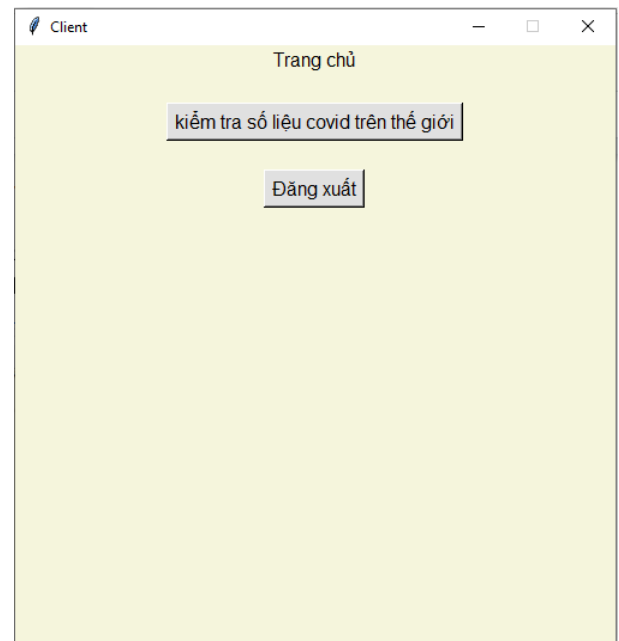 Client
Trang chủ
kiểm tra số liệu covid trên thế giới
Đăng xuất